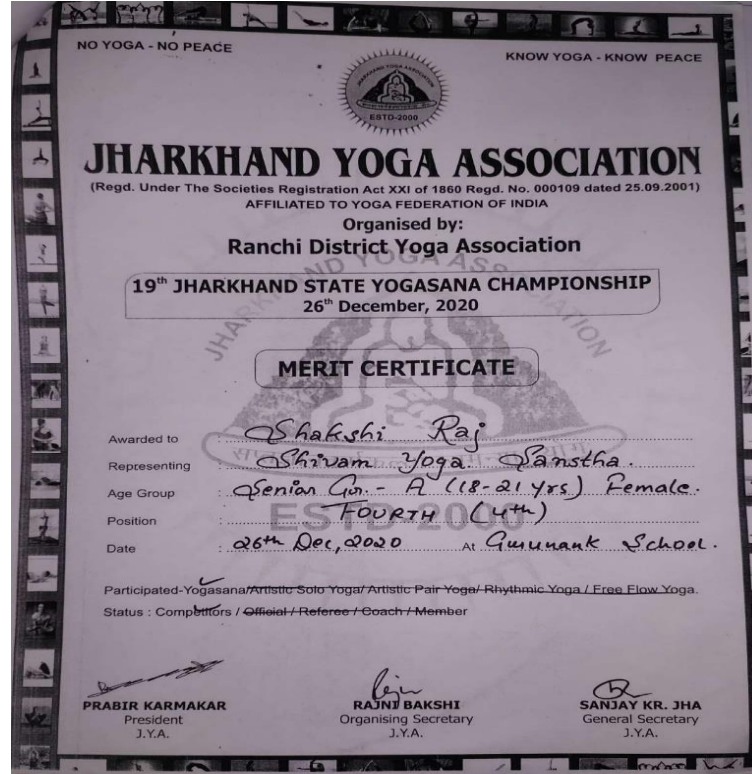 NO YOGA - NO PEACE
KNOW YOGA - KNOW PEACE
JHARKHAND YOGA ASSOCIATION
ESTD-2000
JHARKHAND YOGA ASSOCIATION
(Regd. Under The Societies Registration Act XXI of 1860 Regd. No. 000109 dated 25.09.2001)
AFFILIATED TO YOGA FEDERATION OF INDIA
Organised by:
Ranchi District Yoga Association
19th JHARKHAND STATE YOGASANA CHAMPIONSHIP
26th December, 2020
MERIT CERTIFICATE
Awarded to : Shakshi Raj
Representing : Shivam Yoga Sanstha.
Age Group : Senior Gr.- A (18-21 yrs) Female.
Position : FOURTH (4th)
Date : 26th Dec, 2020 At Gurunank School.
ESTD-2000
Participated-Yogasana/Artistic Solo Yoga/ Artistic Pair Yoga/ Rhythmic Yoga / Free Flow Yoga.
Status : Competitors / Official / Referee / Coach / Member
PRABIR KARMAKAR
President
J.Y.A.
RAJNI BAKSHI
Organising Secretary
J.Y.A.
SANJAY KR. JHA
General Secretary
J.Y.A.